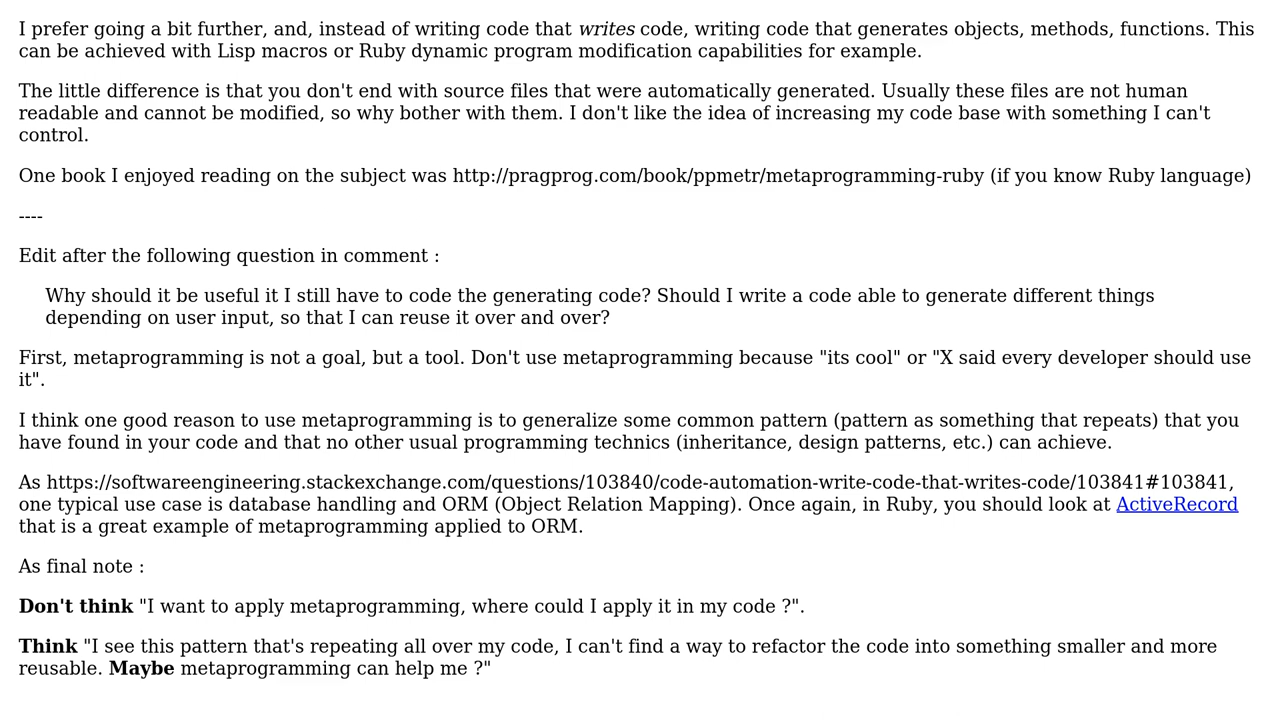 I prefer going a bit further, and, instead of writing code that writes code, writing code that generates objects, methods, functions. This
can be achieved with Lisp macros or Ruby dynamic program modification capabilities for example.
The little difference is that you don't end with source files that were automatically generated. Usually these files are not human
readable and cannot be modified, so why bother with them. I don't like the idea of increasing my code base with something I can't
control.
One book I enjoyed reading on the subject was http://pragprog.com/book/ppmetr/metaprogramming-ruby (if you know Ruby language)
----
Edit after the following question in comment :
Why should it be useful it I still have to code the generating code? Should I write a code able to generate different things
depending on user input, so that I can reuse it over and over?
First, metaprogramming is not a goal, but a tool. Don't use metaprogramming because "its cool" or "X said every developer should use
it".
I think one good reason to use metaprogramming is to generalize some common pattern (pattern as something that repeats) that you
have found in your code and that no other usual programming technics (inheritance, design patterns, etc.) can achieve.
As https://softwareengineering.stackexchange.com/questions/103840/code-automation-write-code-that-writes-code/103841#103841,
one typical use case is database handling and ORM (Object Relation Mapping). Once again, in Ruby, you should look at ActiveRecord
that is a great example of metaprogramming applied to ORM.
As final note :
Don't think "I want to apply metaprogramming, where could I apply it in my code ?".
Think "I see this pattern that's repeating all over my code, I can't find a way to refactor the code into something smaller and more
reusable. Maybe metaprogramming can help me ?"